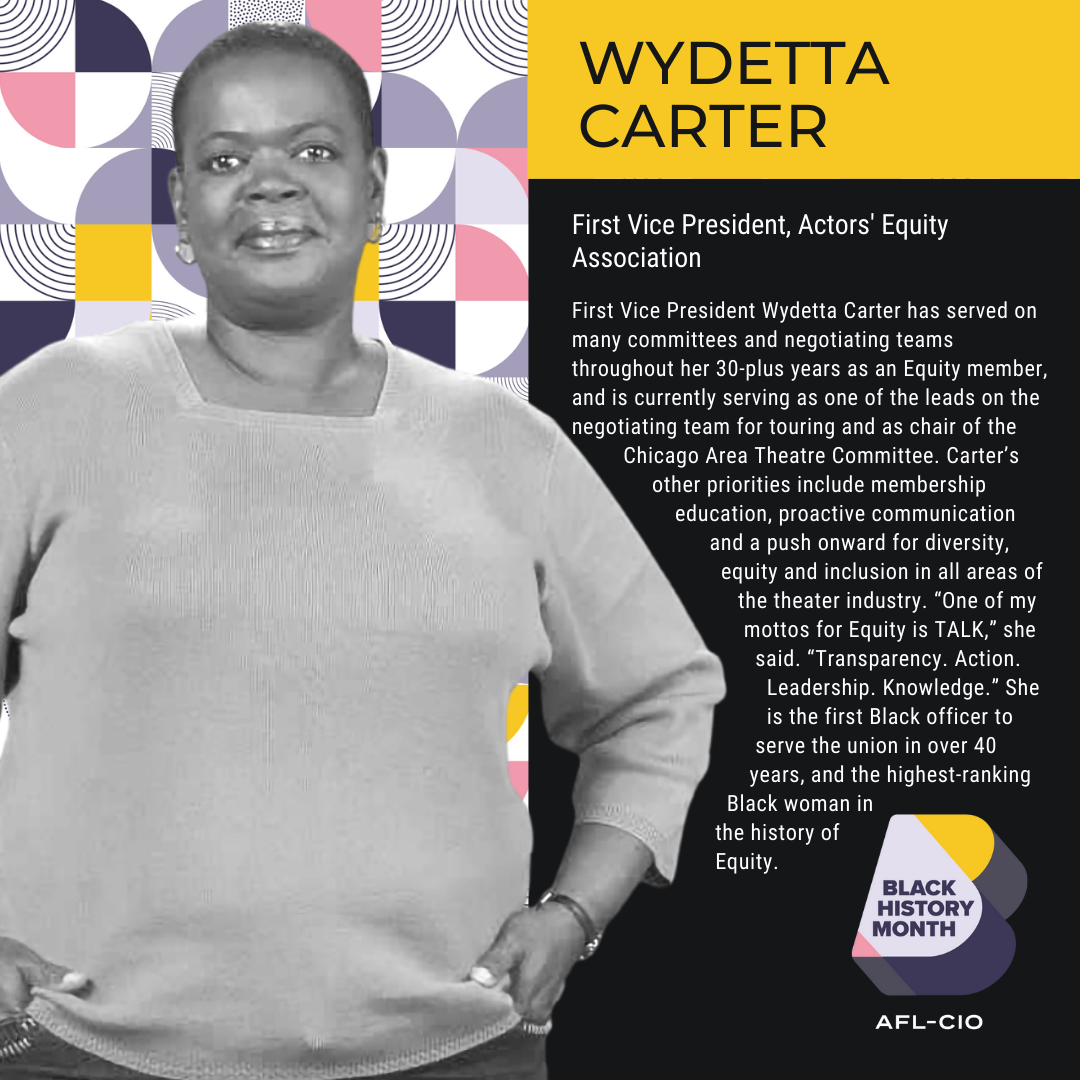 WYDETTA
CARTER
First Vice President, Actors' Equity
Association
First Vice President Wydetta Carter has served on
many committees and negotiating teams
throughout her 30-plus years as an Equity member,
and is currently serving as one of the leads on the
negotiating team for touring and as chair of the
Chicago Area Theatre Committee. Carter’s
other priorities include membership
education, proactive communication
and a push onward for diversity,
equity and inclusion in all areas of
the theater industry. “One of my
mottos for Equity is TALK,” she
said. “Transparency. Action.
Leadership. Knowledge.” She
is the first Black officer to
serve the union in over 40
years, and the highest-ranking
Black woman in
the history of
Equity.
BLACK
HISTORY
MONTH
AFL-CIO